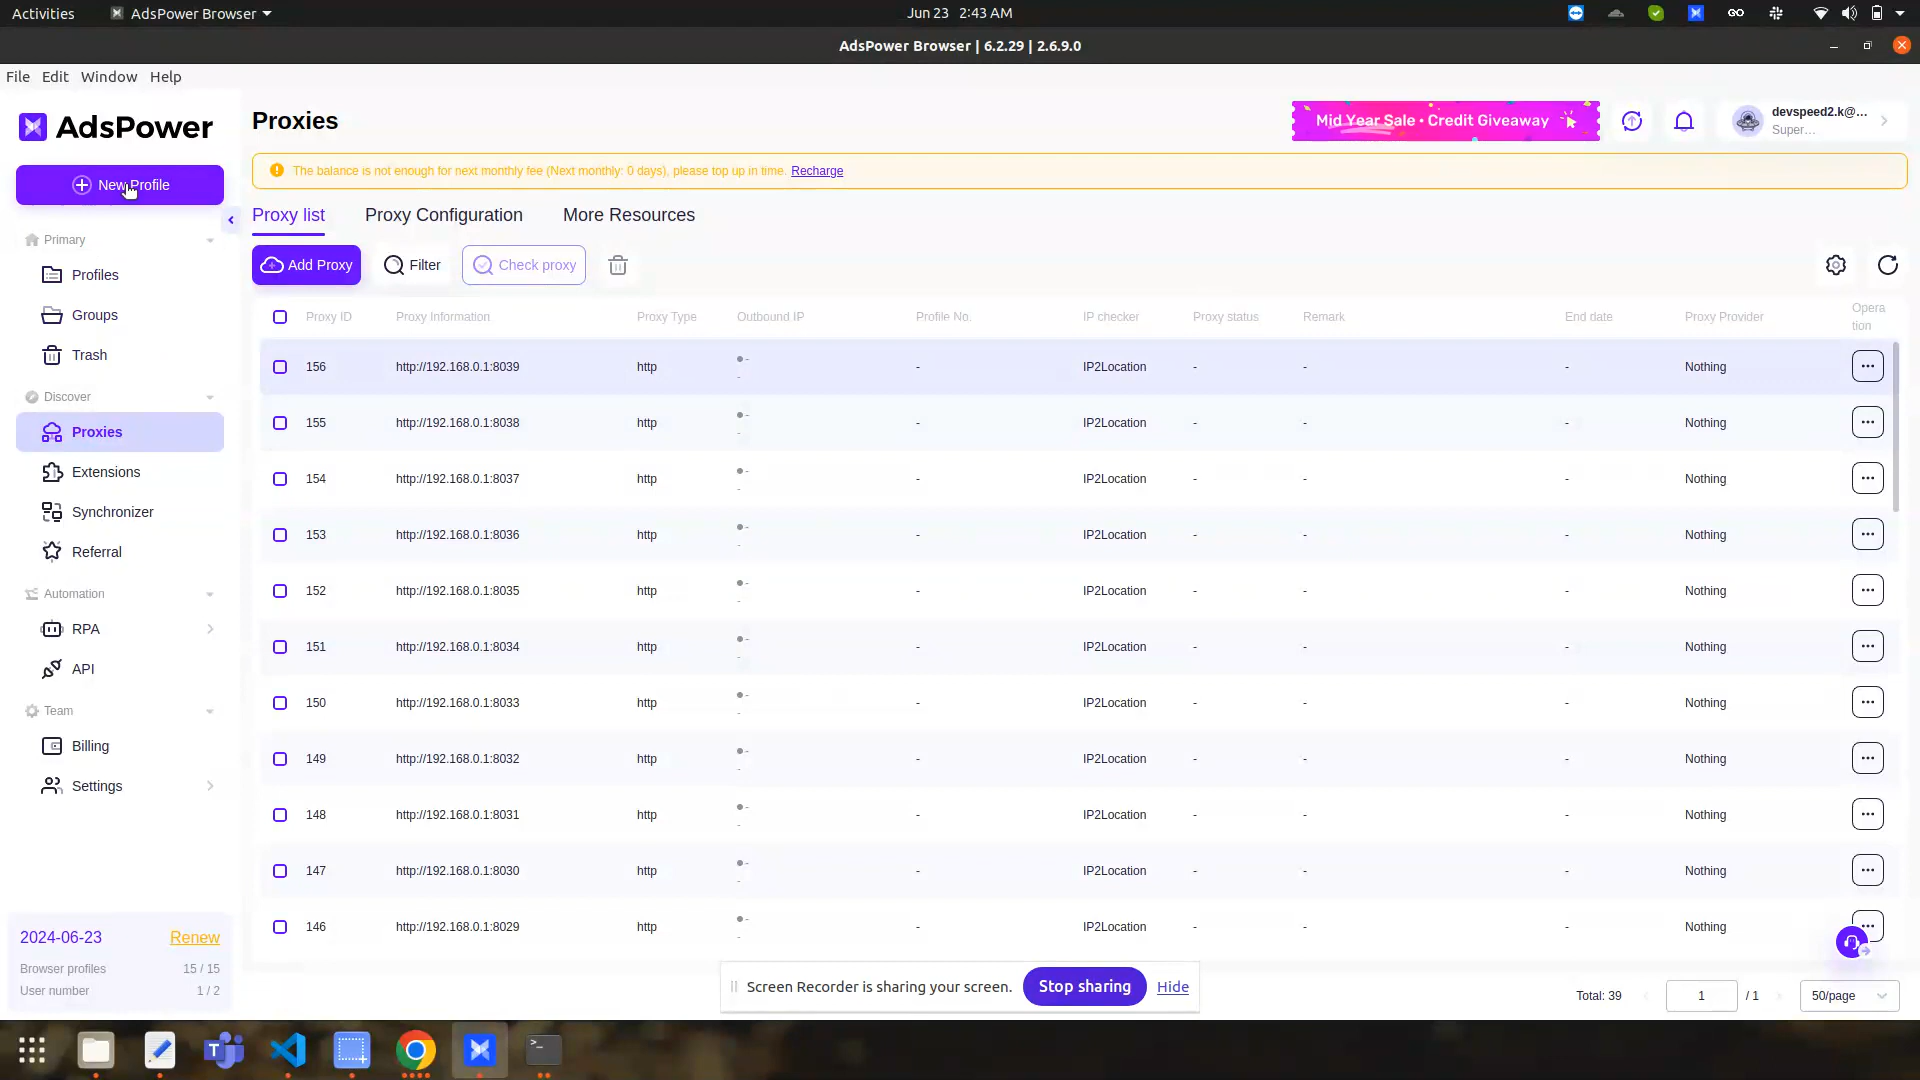 Activities
AdsPower Browser
Jun 23 2:43 AM
AdsPower Browser | 6.2.29 | 2.6.9.0
File Edit Window Help
AdsPower
New Profile
Primary
Profiles
Groups
Trash
Discover
Proxies
Extensions
Synchronizer
Referral
Automation
RPA
API
Team
Billing
Settings
2024-06-23 Renew
Browser profiles 15 / 15
User number 1 / 2
Proxies
Mid Year Sale • Credit Giveaway
devspeed2.k@...
Super...
The balance is not enough for next monthly fee (Next monthly: 0 days), please top up in time. Recharge
Proxy list Proxy Configuration More Resources
Add Proxy Filter Check proxy
Proxy ID Proxy Information Proxy Type Outbound IP Profile No. IP checker Proxy status Remark End date Proxy Provider Opera
tion
156 http://192.168.0.1:8039 http - - - IP2Location - - - Nothing
155 http://192.168.0.1:8038 http - - - IP2Location - - - Nothing
154 http://192.168.0.1:8037 http - - - IP2Location - - - Nothing
153 http://192.168.0.1:8036 http - - - IP2Location - - - Nothing
152 http://192.168.0.1:8035 http - - - IP2Location - - - Nothing
151 http://192.168.0.1:8034 http - - - IP2Location - - - Nothing
150 http://192.168.0.1:8033 http - - - IP2Location - - - Nothing
149 http://192.168.0.1:8032 http - - - IP2Location - - - Nothing
148 http://192.168.0.1:8031 http - - - IP2Location - - - Nothing
147 http://192.168.0.1:8030 http - - - IP2Location - - - Nothing
146 http://192.168.0.1:8029 http - - - IP2Location - - - Nothing
Screen Recorder is sharing your screen. Stop sharing Hide
Total: 39 1 / 1 50/page